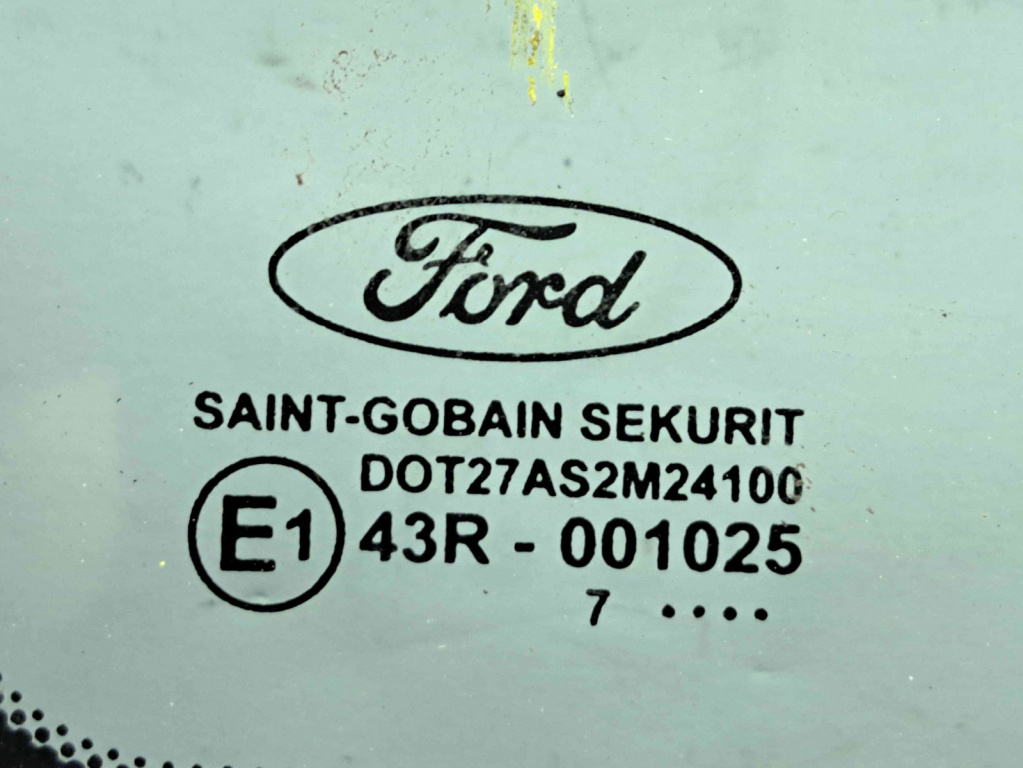 Ford
SAINT-GOBAIN SEKURIT
DOT27AS2M24100
E1 43R - 001025
7 ....